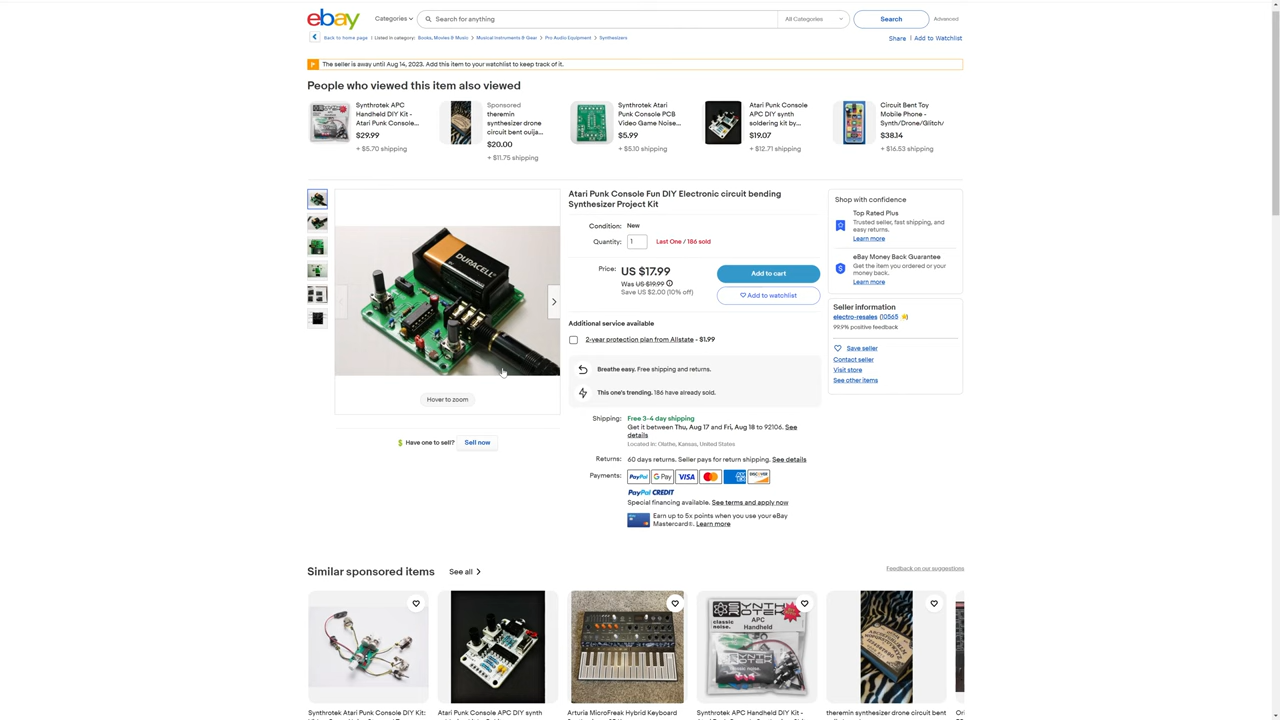 ebay
Categories
Search for anything
All Categories
Search
Advanced
Back to home page | Listed in category: Books, Movies & Music > Musical Instruments & Gear > Pro Audio Equipment > Synthesizers
Share | Add to Watchlist
The seller is away until Aug 14, 2023. Add this item to your watchlist to keep track of it.
People who viewed this item also viewed
Synthrotek APC
Handheld DIY Kit -
Atari Punk Console...
$29.99
+ $5.70 shipping
Sponsored
theremin
synthesizer drone
circuit bent ouija...
$20.00
+ $11.75 shipping
Synthrotek Atari
Punk Console PCB
Video Game Noise...
$5.99
+ $5.10 shipping
Atari Punk Console
APC DIY synth
soldering kit by...
$19.07
+ $12.71 shipping
Circuit Bent Toy
Mobile Phone -
Synth/Drone/Glitch/
$38.14
+ $16.53 shipping
DURACELL
Hover to zoom
Have one to sell? Sell now
Atari Punk Console Fun DIY Electronic circuit bending
Synthesizer Project Kit
Condition: New
Quantity: 1 Last One / 186 sold
Price: US $17.99
Was US $19.99
Save US $2.00 (10% off)
Add to cart
Add to watchlist
Additional service available
2-year protection plan from Allstate - $1.99
Breathe easy. Free shipping and returns.
This one's trending. 186 have already sold.
Shipping: Free 3-4 day shipping
Get it between Thu, Aug 17 and Fri, Aug 18 to 92106. See
details
Located in: Olathe, Kansas, United States
Returns: 60 days returns. Seller pays for return shipping. See details
Payments: PayPal G Pay VISA DISCOVER
PayPal CREDIT
Special financing available. See terms and apply now
Earn up to 5x points when you use your eBay
Mastercard®. Learn more
Shop with confidence
Top Rated Plus
Trusted seller, fast shipping, and
easy returns.
Learn more
eBay Money Back Guarantee
Get the item you ordered or your
money back.
Learn more
Seller information
electro-resales (10565 )
99.9% positive feedback
Save seller
Contact seller
Visit store
See other items
Similar sponsored items See all
Feedback on our suggestions
SYNTH
ROTEK
APC
Handheld
classic
noise.
Synthrotek Atari Punk Console DIY Kit:
Atari Punk Console APC DIY synth
Arturia MicroFreak Hybrid Keyboard
Synthrotek APC Handheld DIY Kit -
theremin synthesizer drone circuit bent